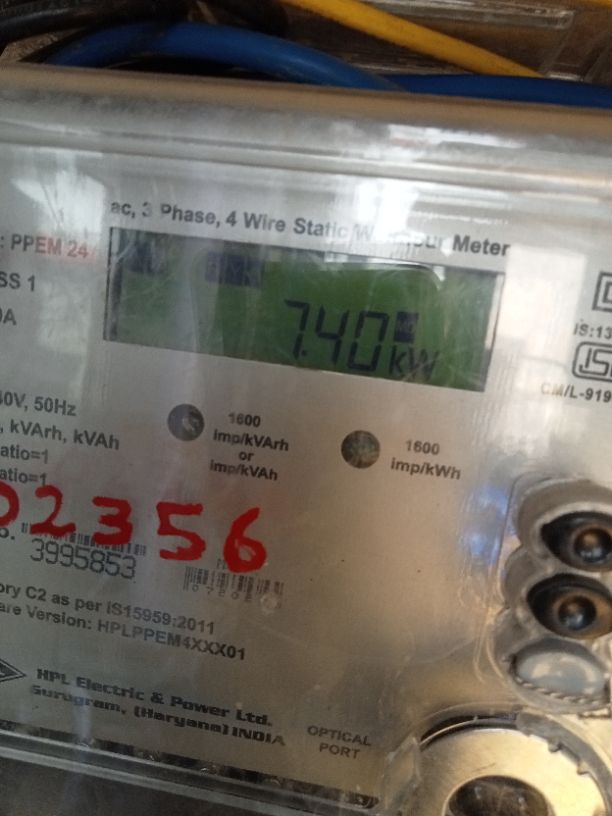 ac, 3 Phase, 4 Wire Static Meter
: PPEM 24
SS 1
0A
7.40 MD kW
IS:13
CM/L-919
40V, 50Hz
, kVArh, kVAh
atio=1
atio=1
1600
imp/kVArh
or
imp/kVAh
1600
imp/kWh
02356
o.
3995853
ory C2 as per IS15959:2011
are Version: HPLPPEM4XXX01
HPL Electric & Power Ltd.
Gurugram, (Haryana) INDIA
OPTICAL
PORT